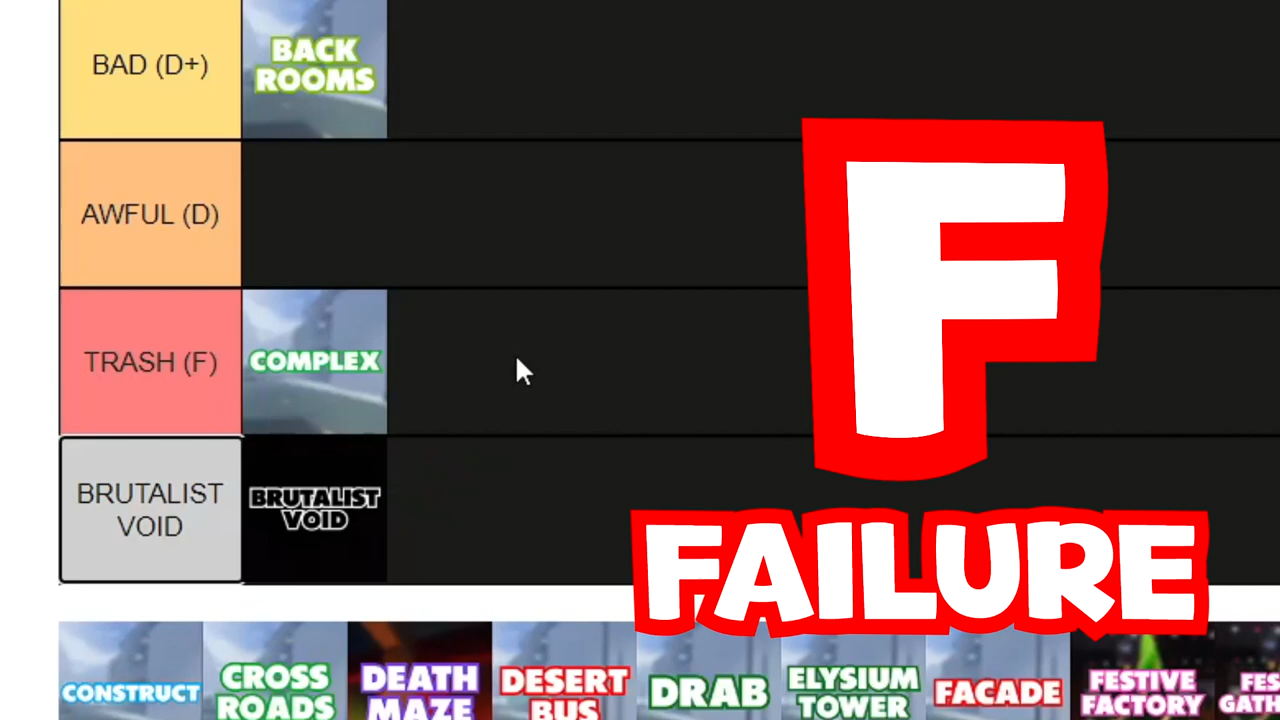 BAD (D+)
BACK
ROOMS
AWFUL (D)
TRASH (F)
COMPLEX
BRUTALIST
VOID
BRUTALIST
VOID
F
FAILURE
CONSTRUCT
CROSS
ROADS
DEATH
MAZE
DESERT
BUS
DRAB
ELYSIUM
TOWER
FACADE
FESTIVE
FACTORY